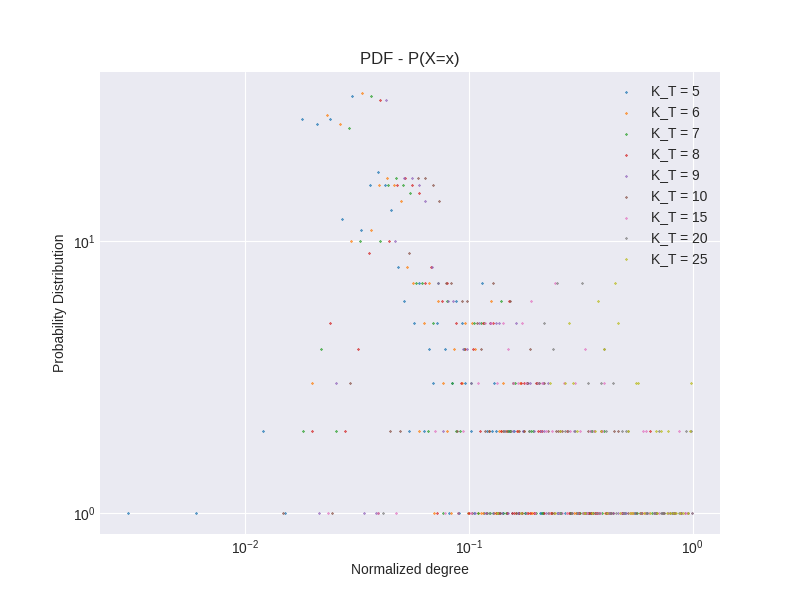 PDF - P(X=x)
K_T = 5
K_T = 6
K_T = 7
K_T = 8
K_T = 9
K_T = 10
K_T = 15
K_T = 20
K_T = 25
Probability Distribution
10¹
10⁰
10⁻²
10⁻¹
10⁰
Normalized degree